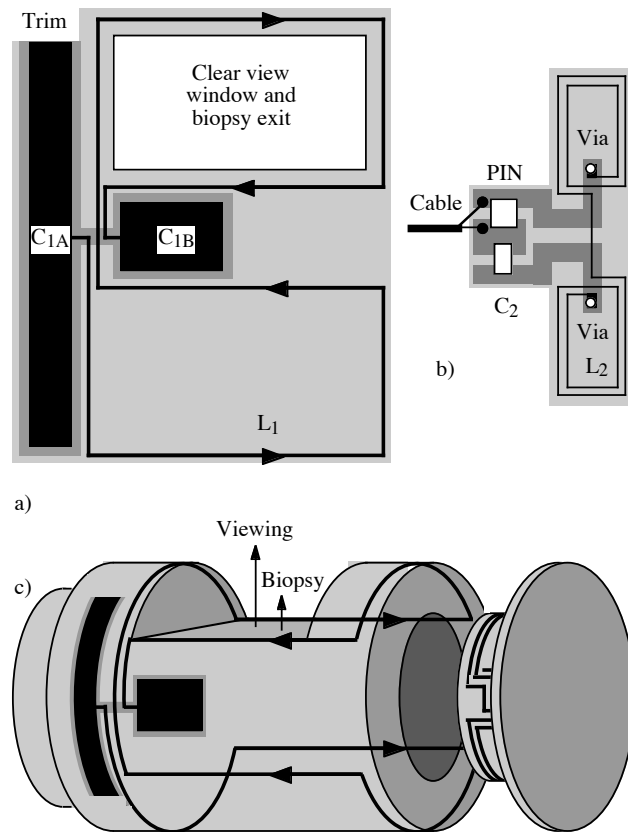 Trim
Clear view
window and
biopsy exit
C1A
C1B
L1
a)
Via
PIN
Cable
C2
Via
L2
b)
Viewing
Biopsy
c)